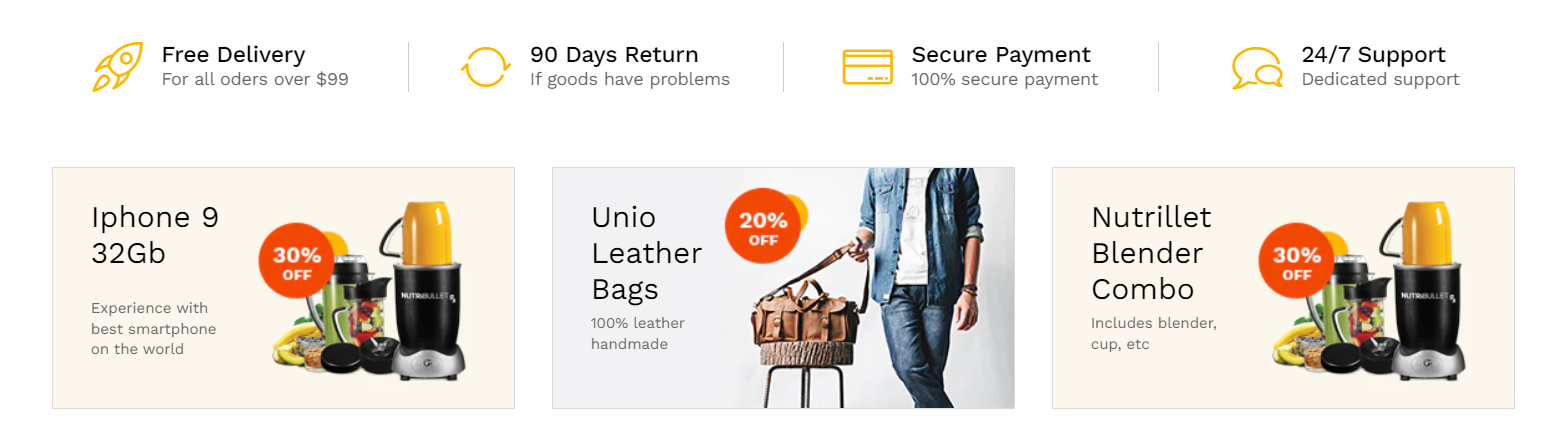 Free Delivery
For all oders over $99
90 Days Return
If goods have problems
Secure Payment
100% secure payment
24/7 Support
Dedicated support
Iphone 9
32Gb
Experience with
best smartphone
on the world
30%
OFF
NUTRIBULLET Rx
Unio
Leather
Bags
100% leather
handmade
20%
OFF
Nutrillet
Blender
Combo
Includes blender,
cup, etc
30%
OFF
NUTRIBULLET Rx